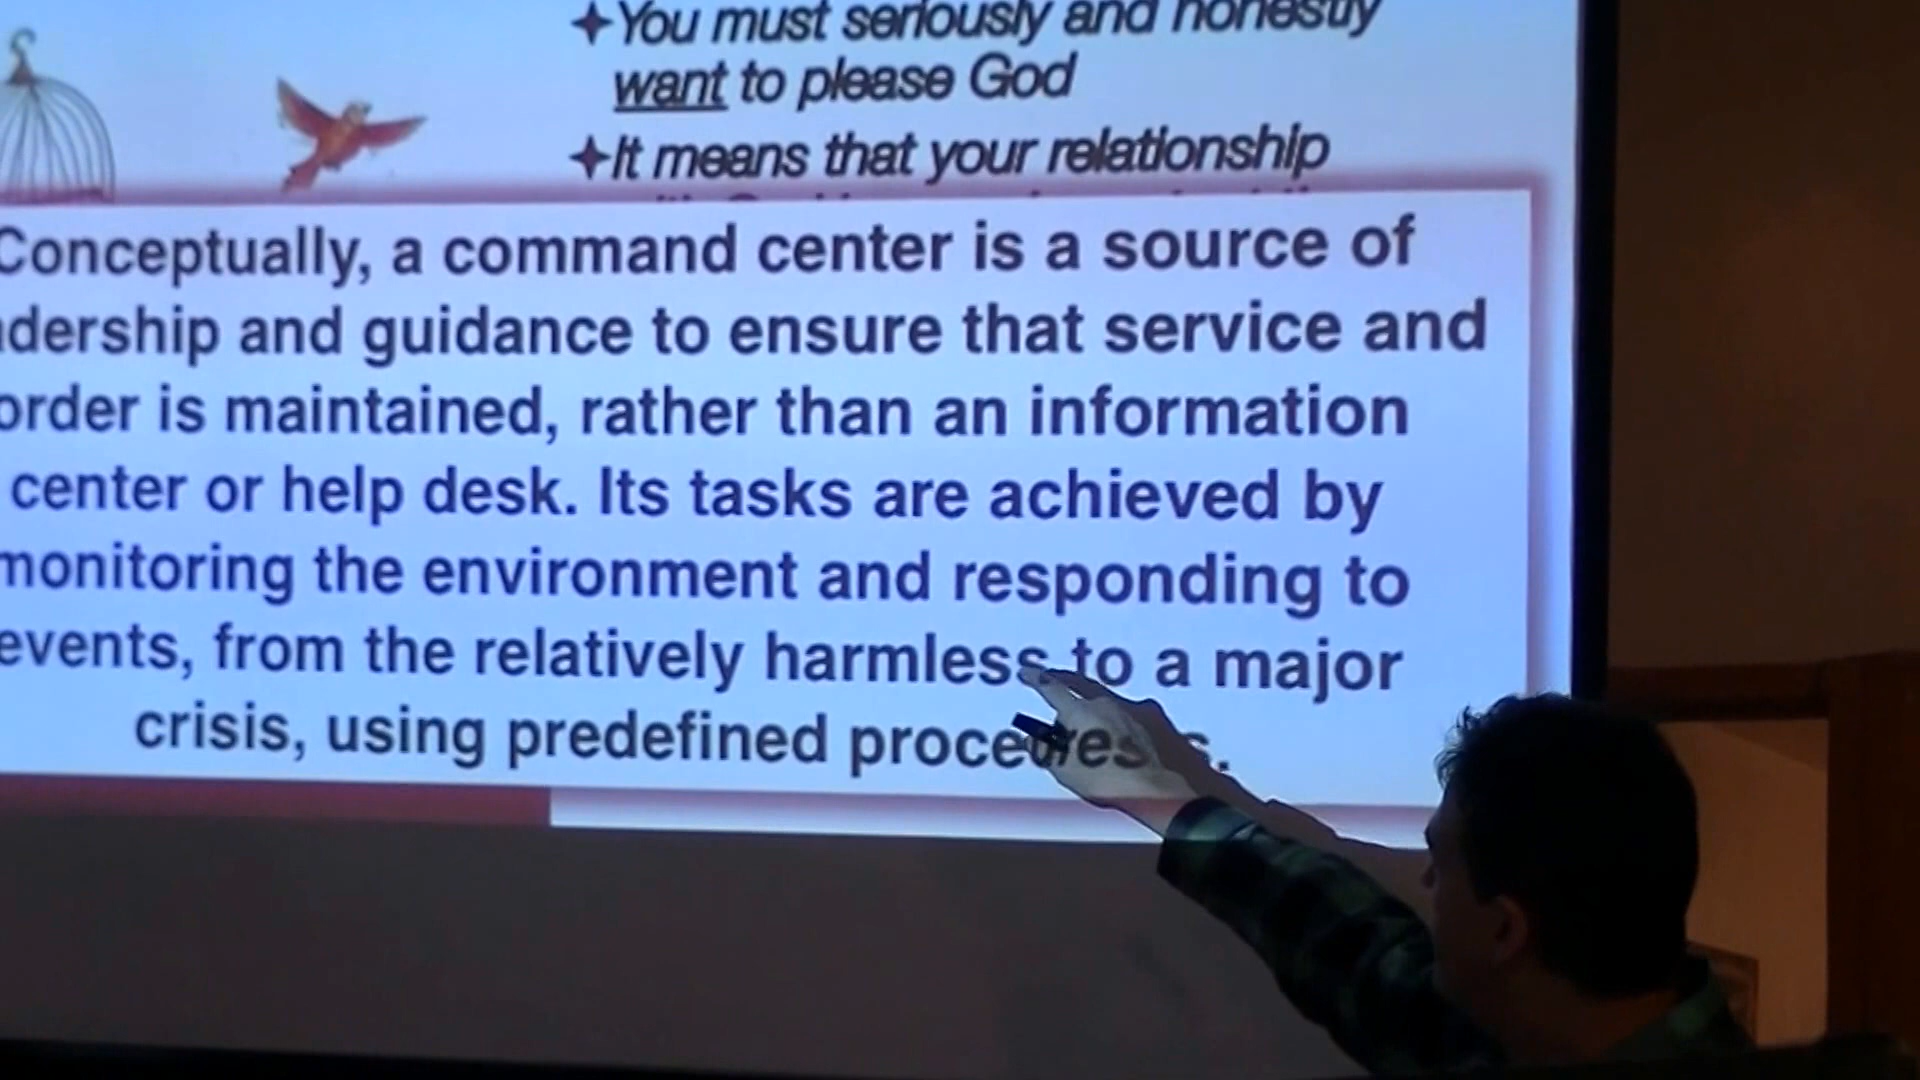 You must seriously and honestly
want to please God
It means that your relationship
Conceptually, a command center is a source of
dership and guidance to ensure that service and
order is maintained, rather than an information
center or help desk. Its tasks are achieved by
monitoring the environment and responding to
events, from the relatively harmless to a major
crisis, using predefined procedures.